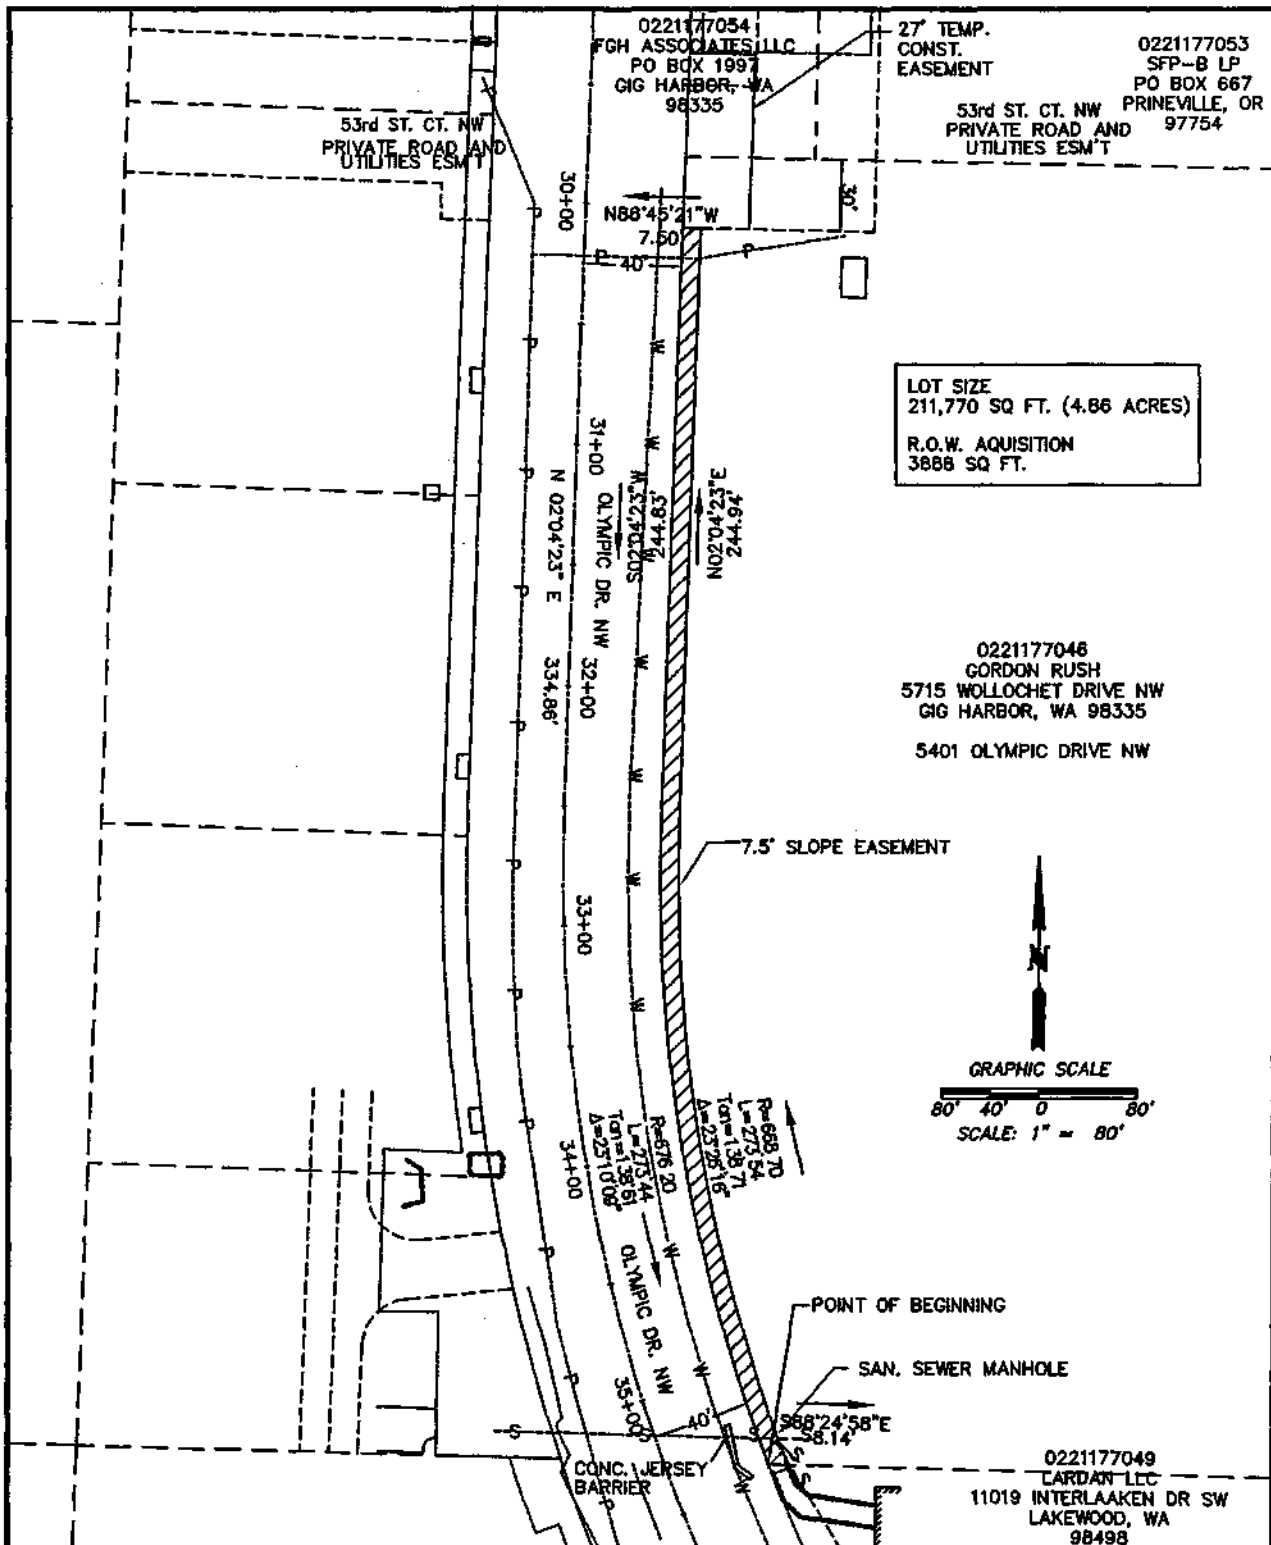 0221177054
FGH ASSOCIATES LLC
PO BOX 1997
GIG HARBOR, WA
98335
27' TEMP.
CONST.
EASEMENT
0221177053
SFP-B LP
PO BOX 667
PRINEVILLE, OR
97754
53rd ST. CT. NW
PRIVATE ROAD AND
UTILITIES ESM'T
53rd ST. CT. NW
PRIVATE ROAD AND
UTILITIES ESM'T
30+00
30'
N88°45'21"W
7.50
40'
P
P
P
P
P
P
P
P
P
P
P
P
P
P
W
W
W
W
W
W
W
W
W
W
W
LOT SIZE
211,770 SQ FT. (4.86 ACRES)
R.O.W. AQUISITION
3888 SQ FT.
31+00
OLYMPIC DR. NW
32+00
N 02°04'23" E
334.86'
S02°04'23"W
244.83'
N02°04'23"E
244.94'
0221177046
GORDON RUSH
5715 WOLLOCHET DRIVE NW
GIG HARBOR, WA 98335
5401 OLYMPIC DRIVE NW
7.5' SLOPE EASEMENT
33+00
N
GRAPHIC SCALE
80' 40' 0 80'
SCALE: 1" = 80'
R=668.70
L=273.54
Tan=138.71
Δ=23°26'16"
R=676.20
L=273.44
Tan=138.61
Δ=23°10'09"
34+00
OLYMPIC DR. NW
35+00
POINT OF BEGINNING
SAN. SEWER MANHOLE
S88°24'58"E
8.14'
40'
S
S
S
S
S
CONC. JERSEY
BARRIER
0221177049
LARDAN LLC
11019 INTERLAAKEN DR SW
LAKEWOOD, WA
98498